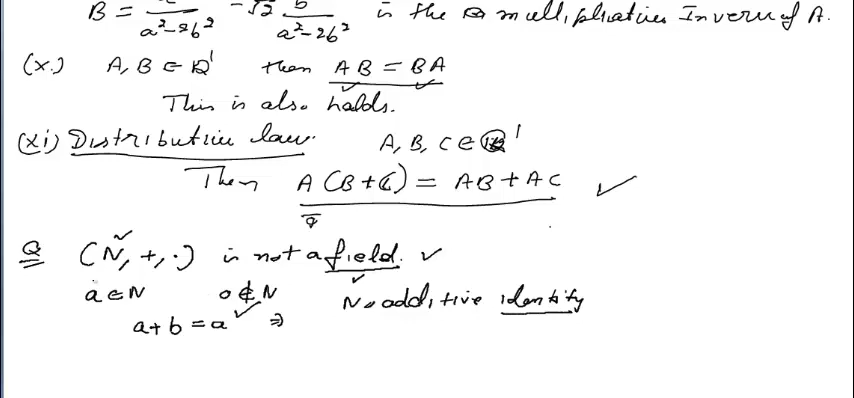 B = a/a²-2b² - √2 b/a²-2b² is the multiplicative Inverse of A.
(x.) A, B ∈ Q' then AB = BA
This is also holds.
(xi) Distributive law. A, B, C ∈ Q'
Then A(B+C) = AB + AC ✓
Q (N, +, ·) is not a field. ✓
a ∈ N 0 ∉ N No additive identity
a + b = a ✓ ⇒